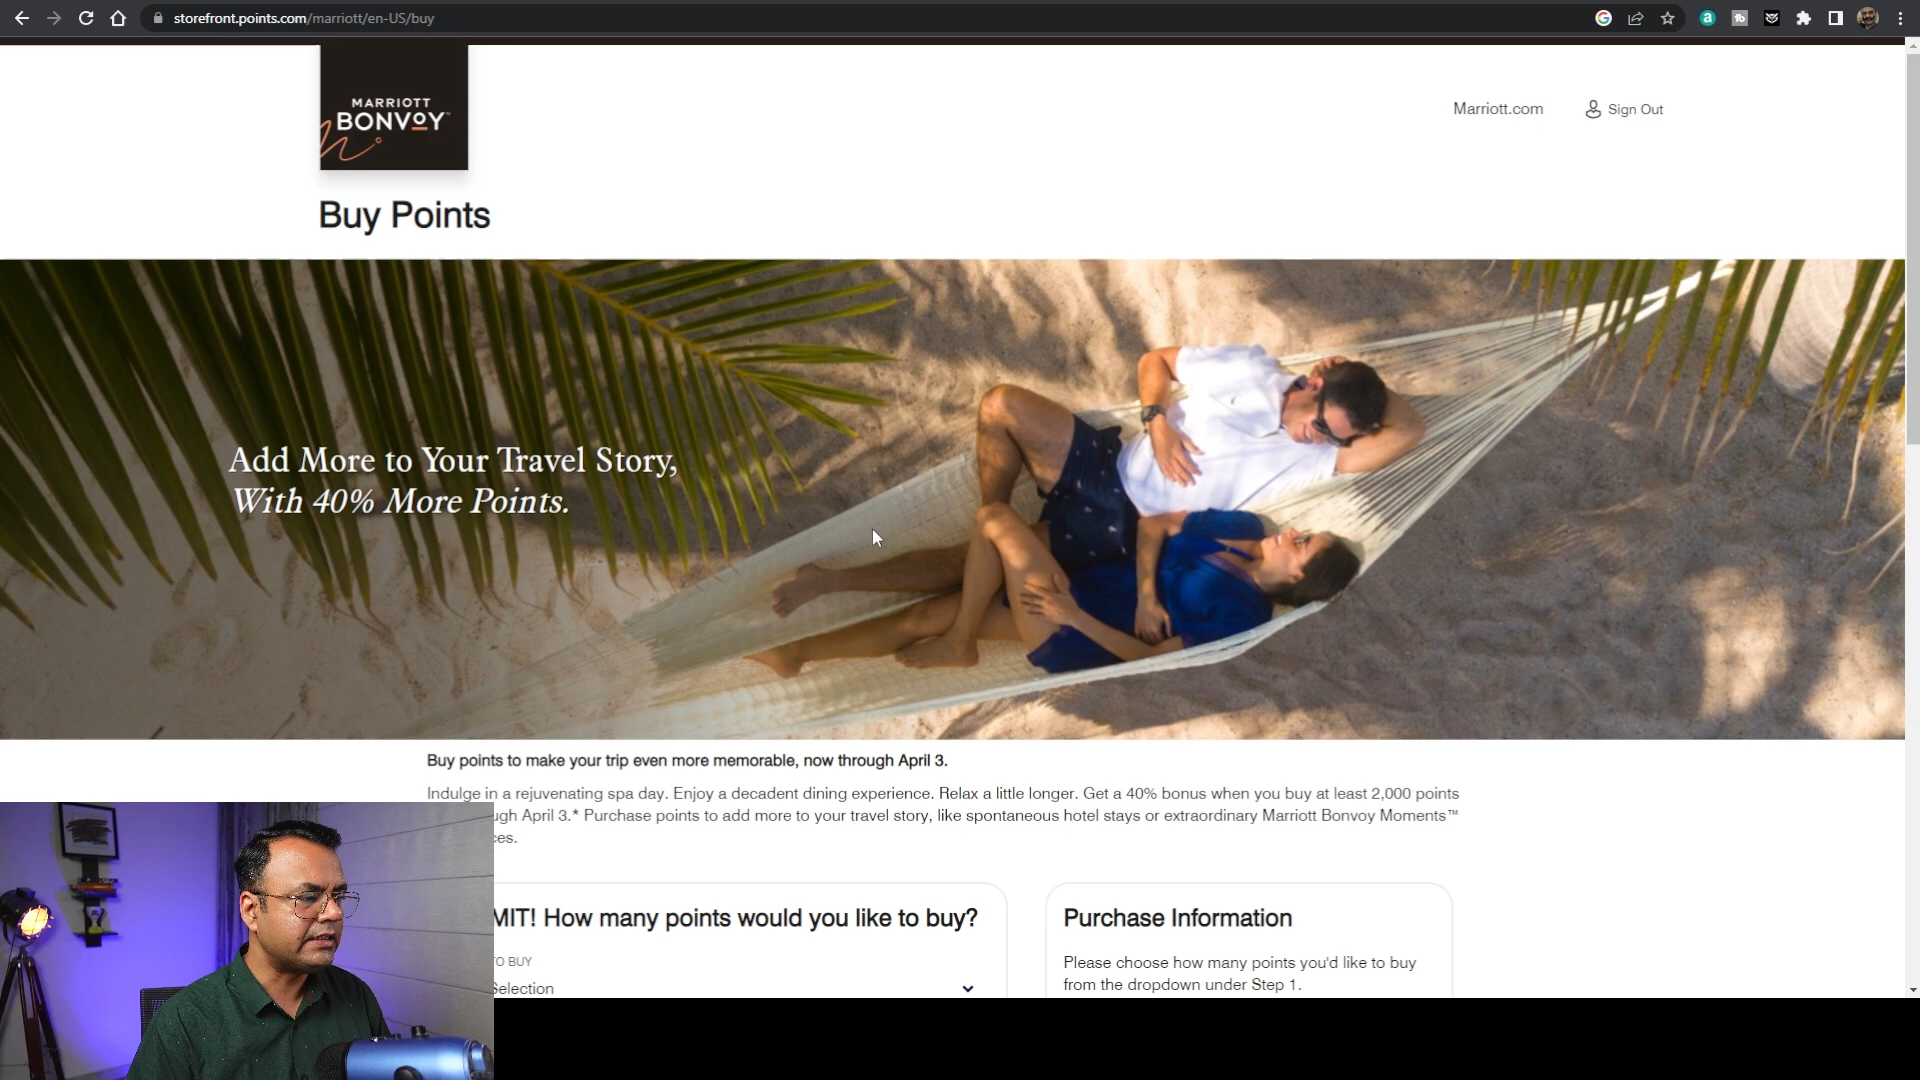 storefront.points.com/marriott/en-US/buy
MARRIOTT
BONVOY™
Marriott.com
Sign Out
Buy Points
Add More to Your Travel Story,
With 40% More Points.
Buy points to make your trip even more memorable, now through April 3.
Indulge in a rejuvenating spa day. Enjoy a decadent dining experience. Relax a little longer. Get a 40% bonus when you buy at least 2,000 points
ugh April 3.* Purchase points to add more to your travel story, like spontaneous hotel stays or extraordinary Marriott Bonvoy Moments™
ces.
MIT! How many points would you like to buy?
TO BUY
Selection
Purchase Information
Please choose how many points you'd like to buy
from the dropdown under Step 1.